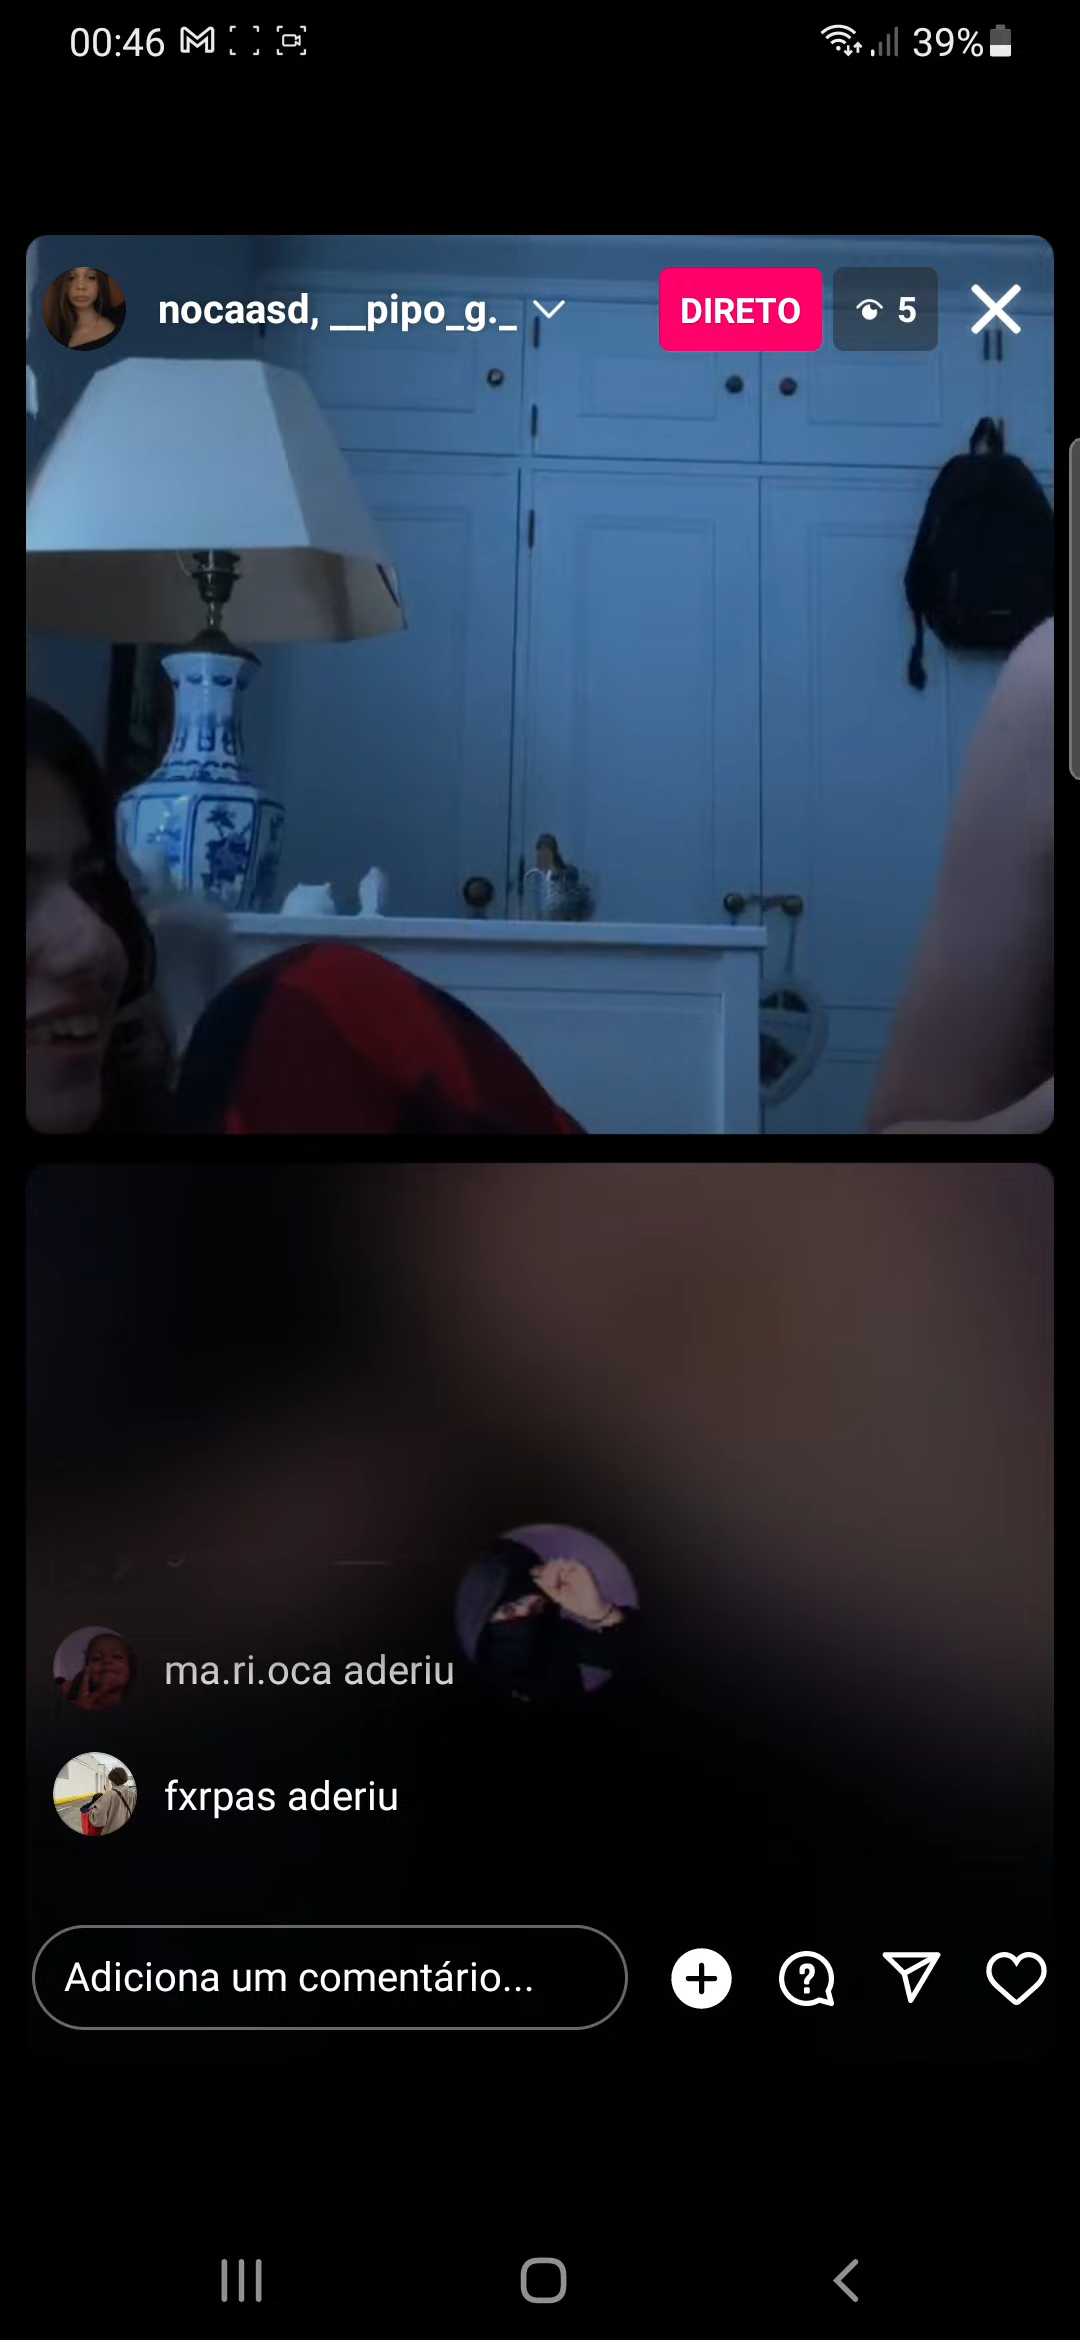 00:46
39%
nocaasd, __pipo_g._
DIRETO
5
ma.ri.oca aderiu
fxrpas aderiu
Adiciona um comentário...